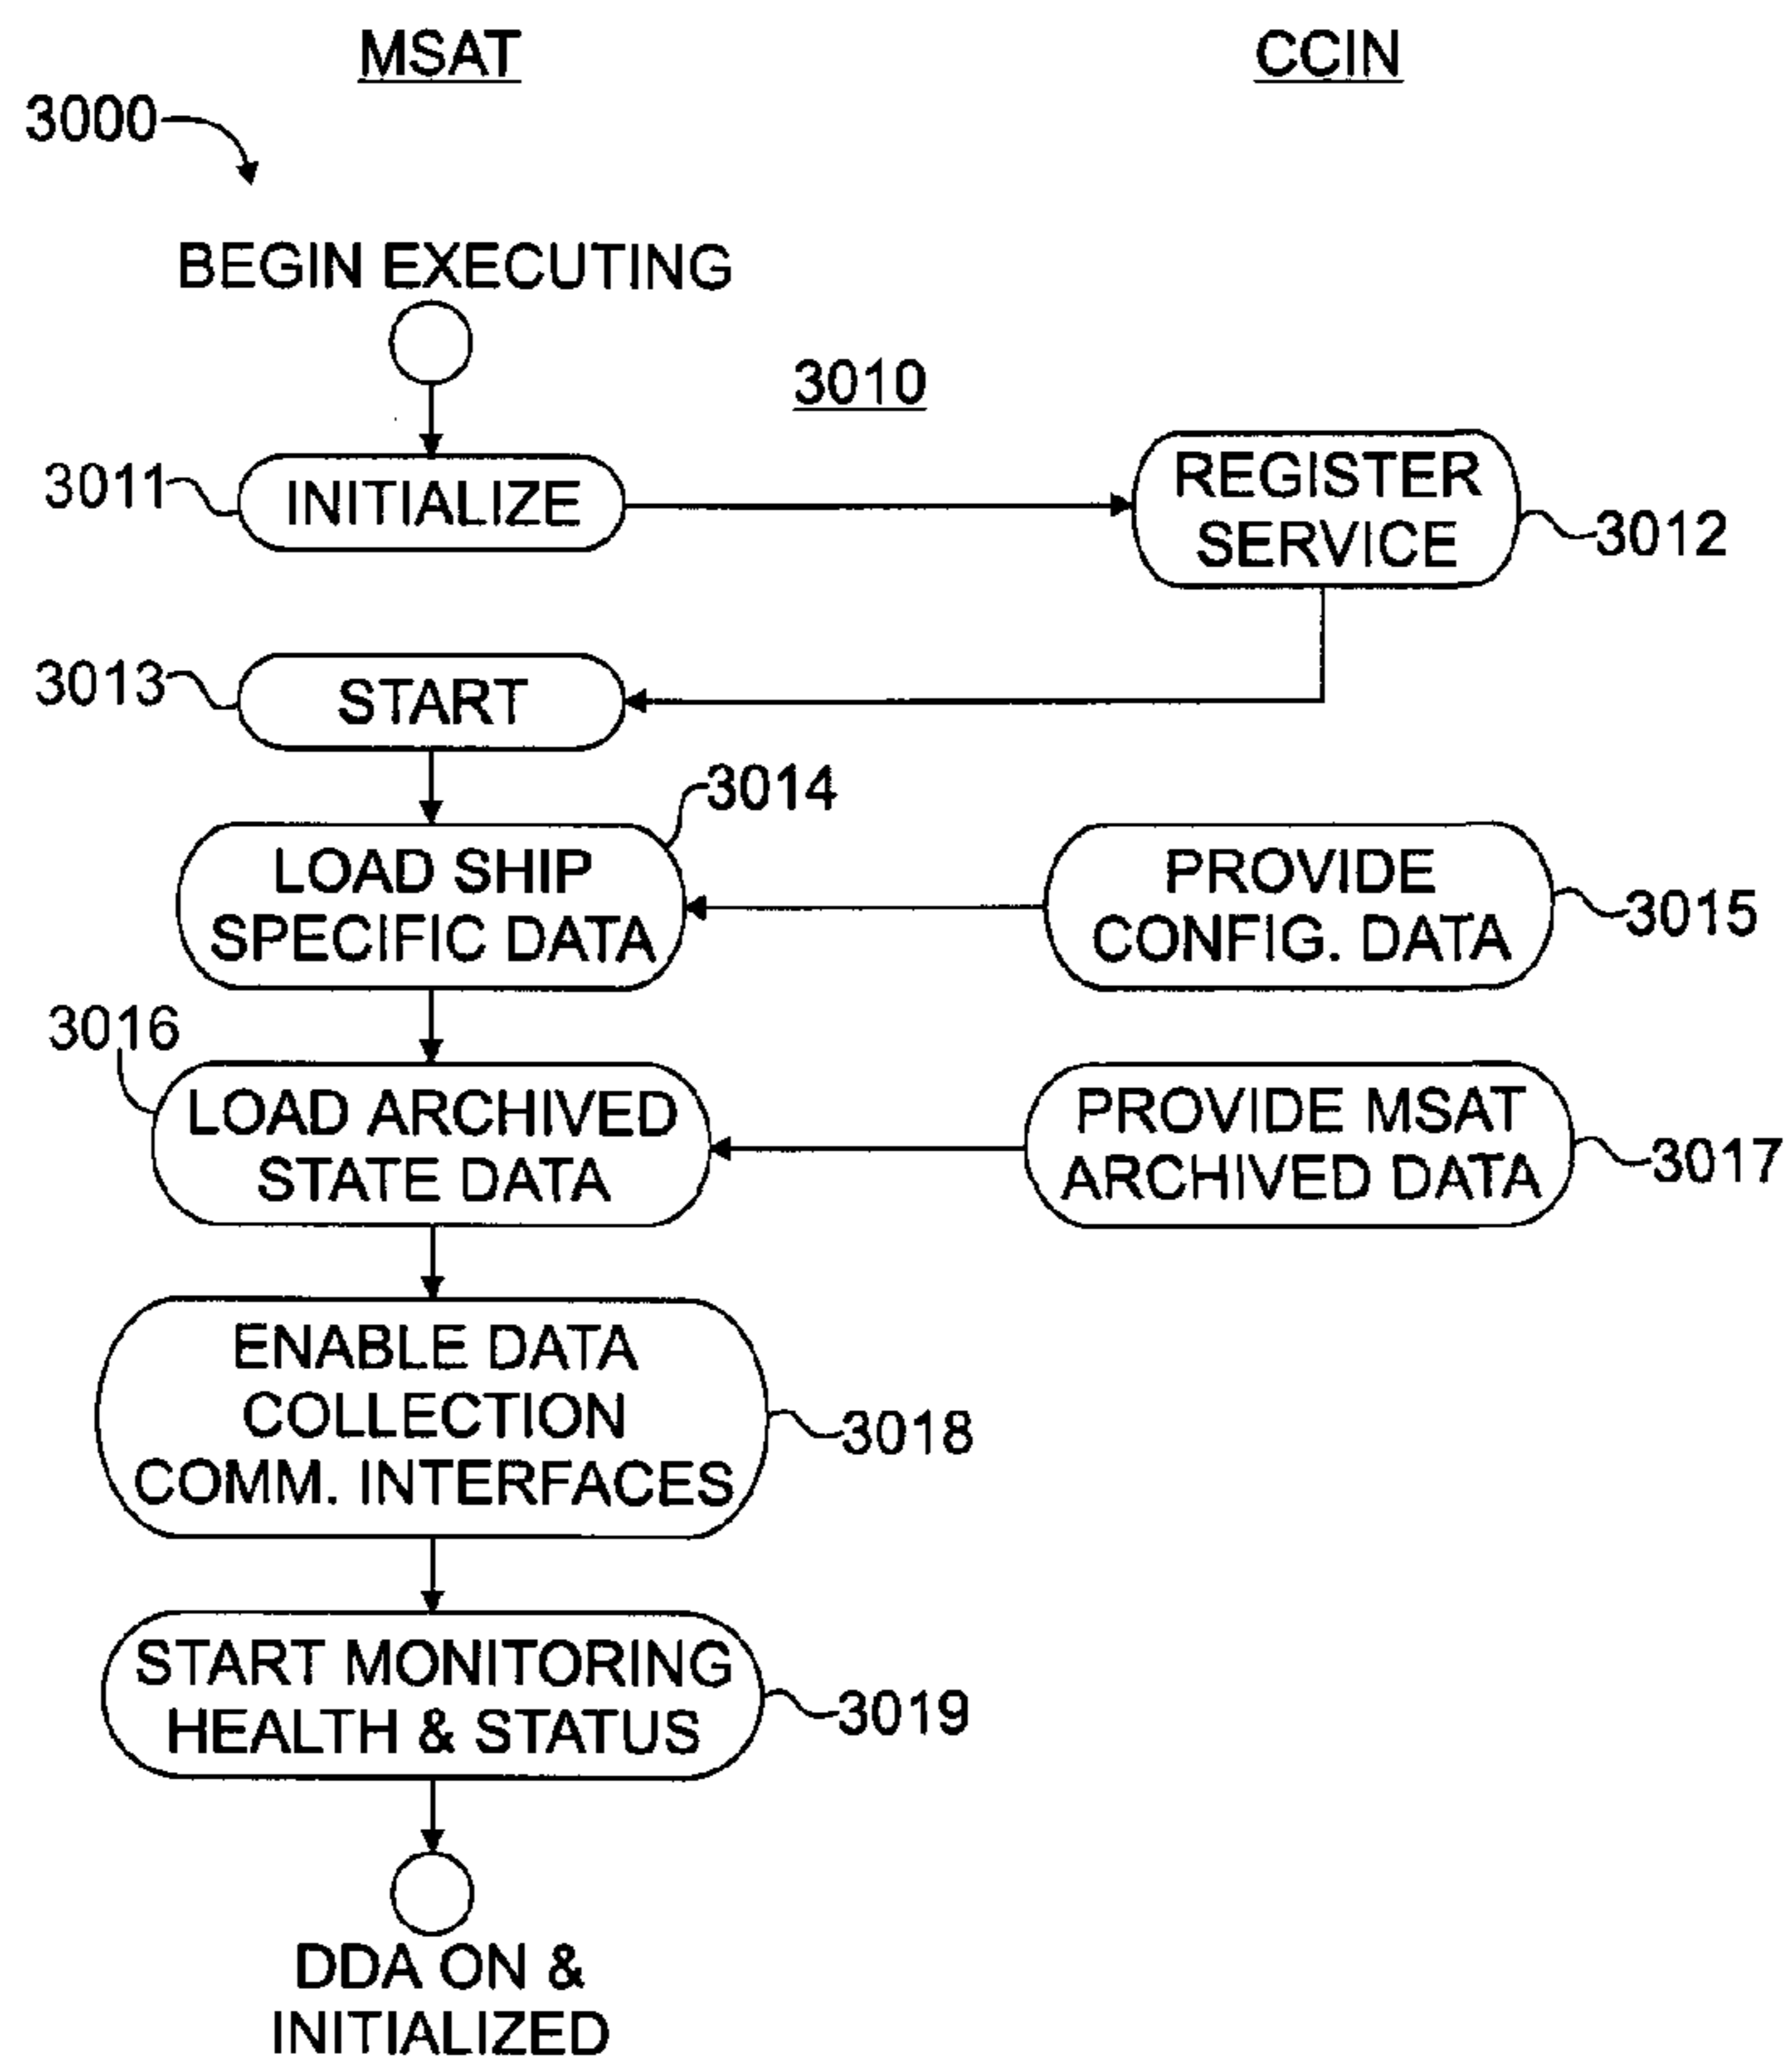 MSAT
CCIN
3000
BEGIN EXECUTING
3010
3011
INITIALIZE
REGISTER
SERVICE
3012
3013
START
3014
LOAD SHIP
SPECIFIC DATA
PROVIDE
CONFIG. DATA
3015
3016
LOAD ARCHIVED
STATE DATA
PROVIDE MSAT
ARCHIVED DATA
3017
ENABLE DATA
COLLECTION
COMM. INTERFACES
3018
START MONITORING
HEALTH & STATUS
3019
DDA ON &
INITIALIZED